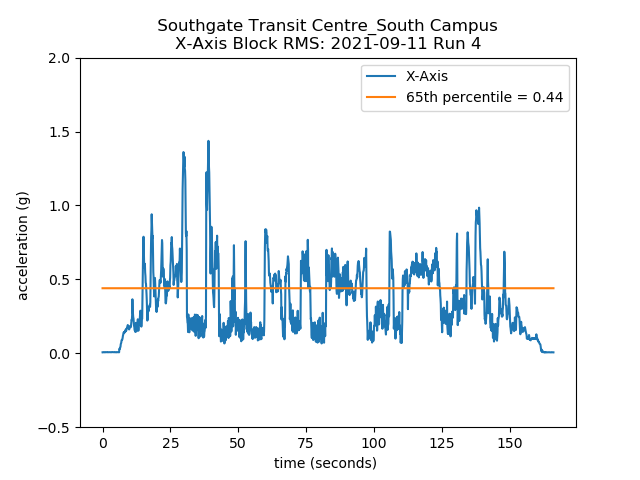 Southgate Transit Centre_South Campus
X-Axis Block RMS: 2021-09-11 Run 4
2.0
X-Axis
65th percentile = 0.44
1.5
1.0
0.5
0.0
−0.5
acceleration (g)
0 25 50 75 100 125 150
time (seconds)